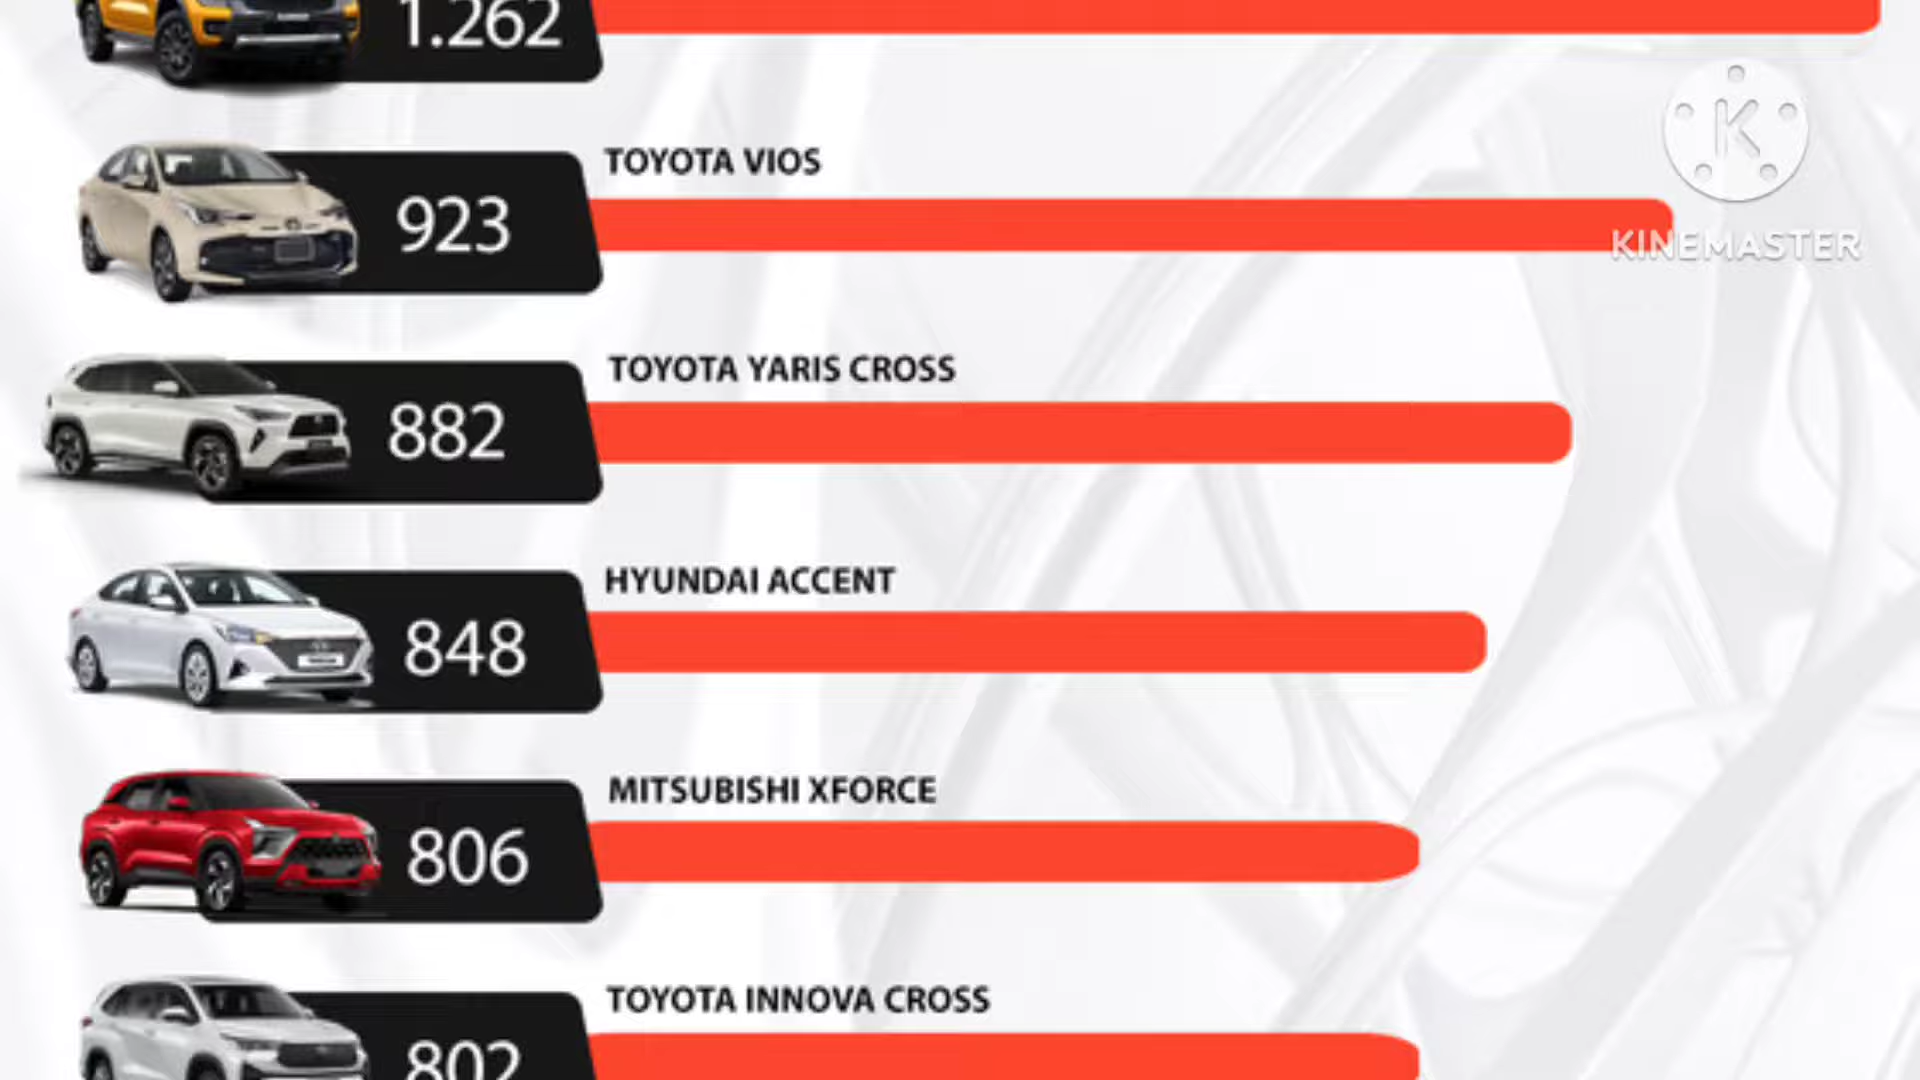 1.262
TOYOTA VIOS
923
K
KINEMASTER
TOYOTA YARIS CROSS
882
HYUNDAI ACCENT
848
MITSUBISHI XFORCE
806
TOYOTA INNOVA CROSS
802